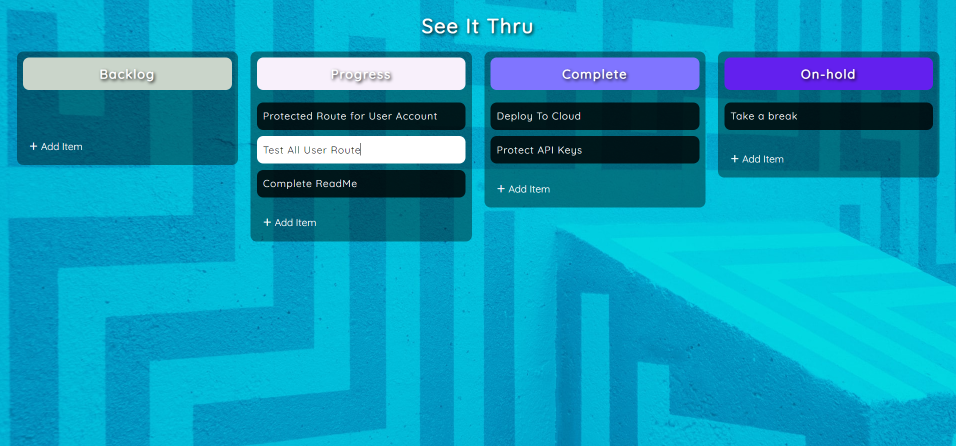 See It Thru
Backlog
+ Add Item
Progress
Protected Route for User Account
Test All User Route
Complete ReadMe
+ Add Item
Complete
Deploy To Cloud
Protect API Keys
+ Add Item
On-hold
Take a break
+ Add Item